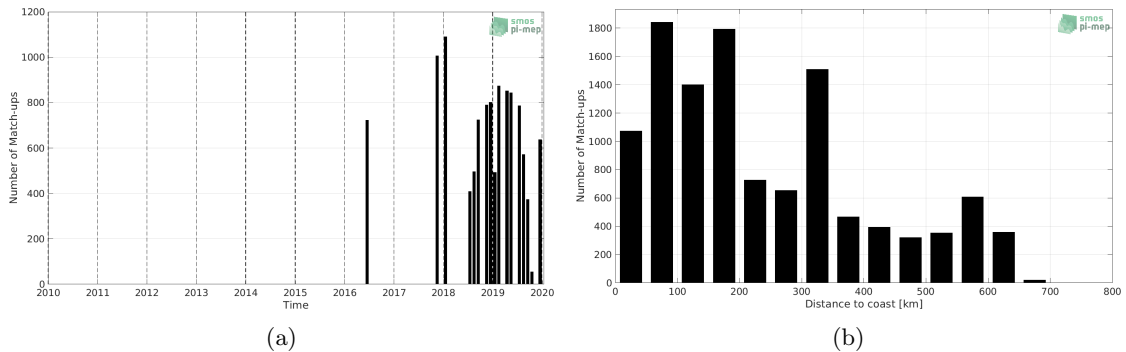 smos
pi-mep
Number of Match-ups
1200
1000
800
600
400
200
0
2010 2011 2012 2013 2014 2015 2016 2017 2018 2019 2020
Time
(a)
smos
pi-mep
Number of Match-ups
1800
1600
1400
1200
1000
800
600
400
200
0
0 100 200 300 400 500 600 700 800
Distance to coast [km]
(b)